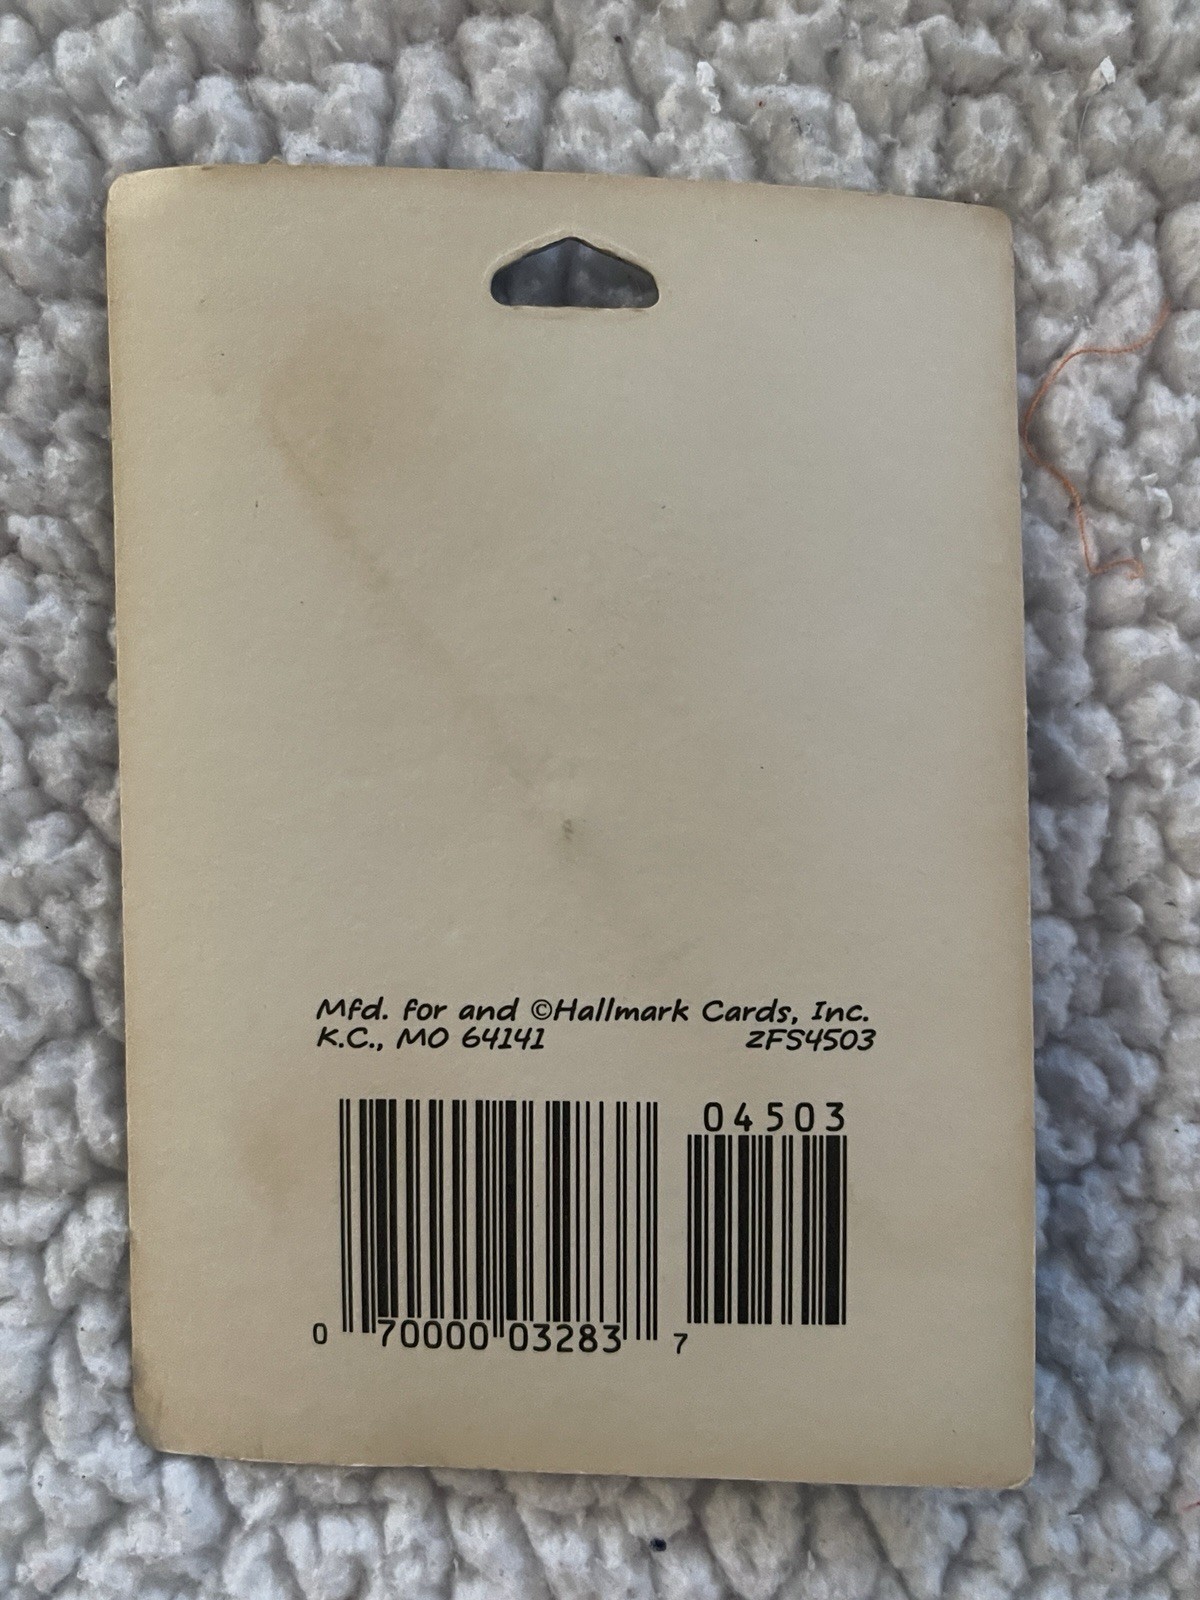 Mfd. for and ©Hallmark Cards, Inc.
K.C., MO 64141 ZFS4503
04503
0 70000 03283 7